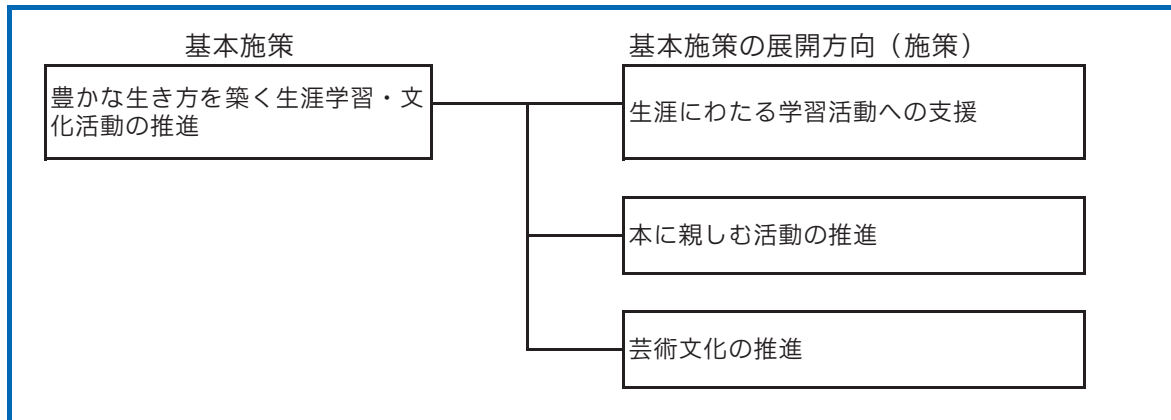 基本施策
基本施策の展開方向（施策）
豊かな生き方を築く生涯学習・文
化活動の推進
生涯にわたる学習活動への支援
本に親しむ活動の推進
芸術文化の推進